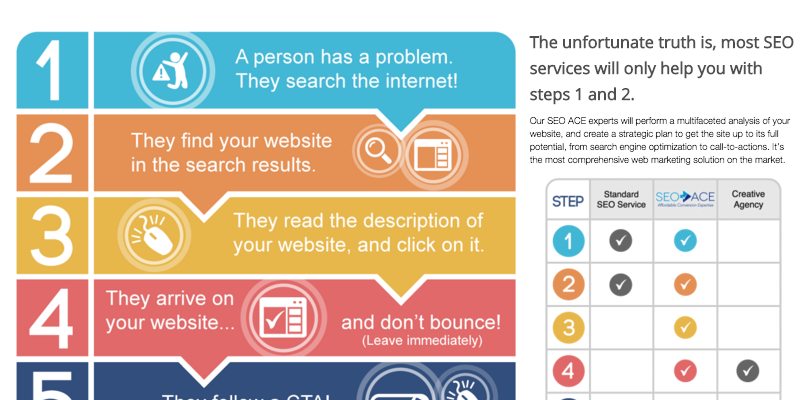 1
A person has a problem.
They search the internet!
2
They find your website
in the search results.
3
They read the description of
your website, and click on it.
4
They arrive on
your website...
and don't bounce!
(Leave immediately)
5
They follow a CTA!
The unfortunate truth is, most SEO
services will only help you with
steps 1 and 2.
Our SEO ACE experts will perform a multifaceted analysis of your
website, and create a strategic plan to get the site up to its full
potential, from search engine optimization to call-to-actions. It's
the most comprehensive web marketing solution on the market.
STEP
Standard
SEO Service
SEO ACE
Affordable Conversion Expertise
Creative
Agency
1
2
3
4